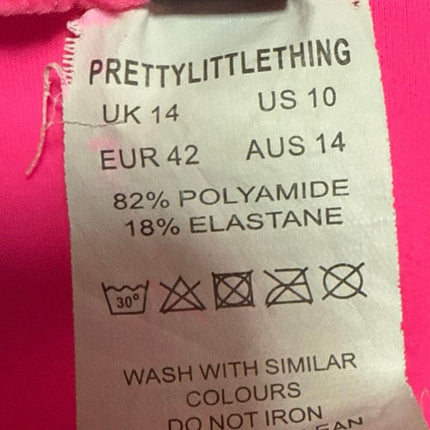 PRETTYLITTLETHING
UK 14 US 10
EUR 42 AUS 14
82% POLYAMIDE
18% ELASTANE
30°
WASH WITH SIMILAR
COLOURS
DO NOT IRON